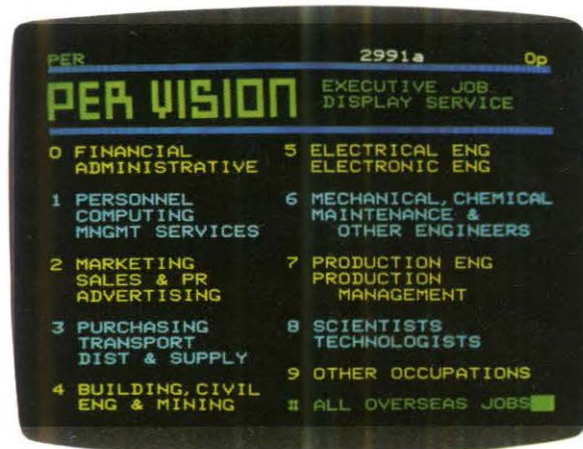 PER 2991a 0p
PER VISION
EXECUTIVE JOB
DISPLAY SERVICE
0 FINANCIAL
ADMINISTRATIVE
1 PERSONNEL
COMPUTING
MNGMT SERVICES
2 MARKETING
SALES & PR
ADVERTISING
3 PURCHASING
TRANSPORT
DIST & SUPPLY
4 BUILDING,CIVIL
ENG & MINING
5 ELECTRICAL ENG
ELECTRONIC ENG
6 MECHANICAL,CHEMICAL
MAINTENANCE &
OTHER ENGINEERS
7 PRODUCTION ENG
PRODUCTION
MANAGEMENT
8 SCIENTISTS
TECHNOLOGISTS
9 OTHER OCCUPATIONS
# ALL OVERSEAS JOBS